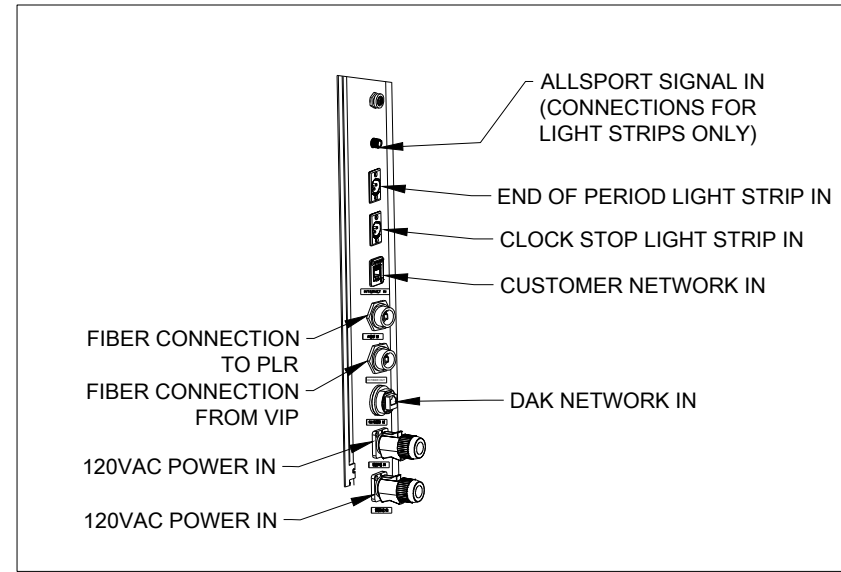 ALLSPORT SIGNAL IN
(CONNECTIONS FOR
LIGHT STRIPS ONLY)
END OF PERIOD LIGHT STRIP IN
CLOCK STOP LIGHT STRIP IN
CUSTOMER NETWORK IN
FIBER CONNECTION
TO PLR
FIBER CONNECTION
FROM VIP
DAK NETWORK IN
120VAC POWER IN
120VAC POWER IN